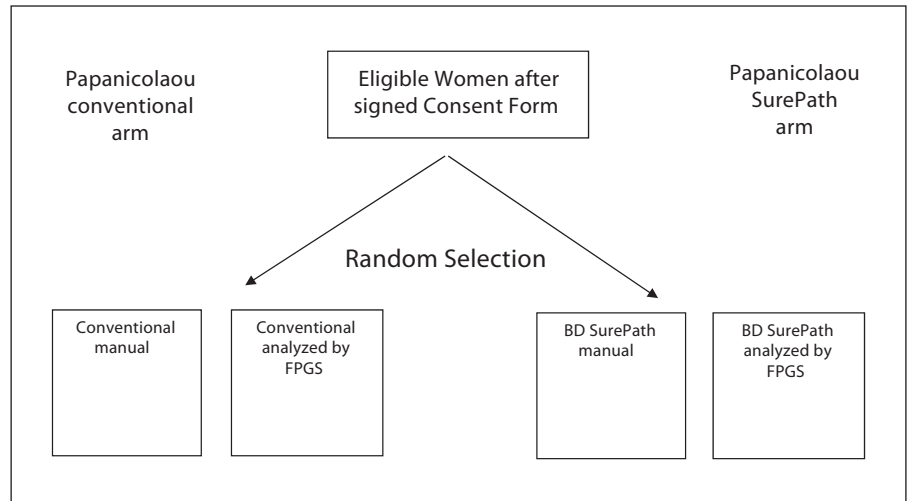 Papanicolaou
conventional
arm
Eligible Women after
signed Consent Form
Papanicolaou
SurePath
arm
Random Selection
Conventional
manual
Conventional
analyzed by
FPGS
BD SurePath
manual
BD SurePath
analyzed by
FPGS